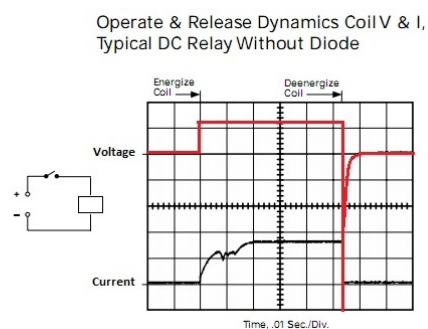 Operate & Release Dynamics Coil V & I,
Typical DC Relay Without Diode
Energize
Coil
Deenergize
Coil
Voltage
+
−
Current
Time, .01 Sec./Div.